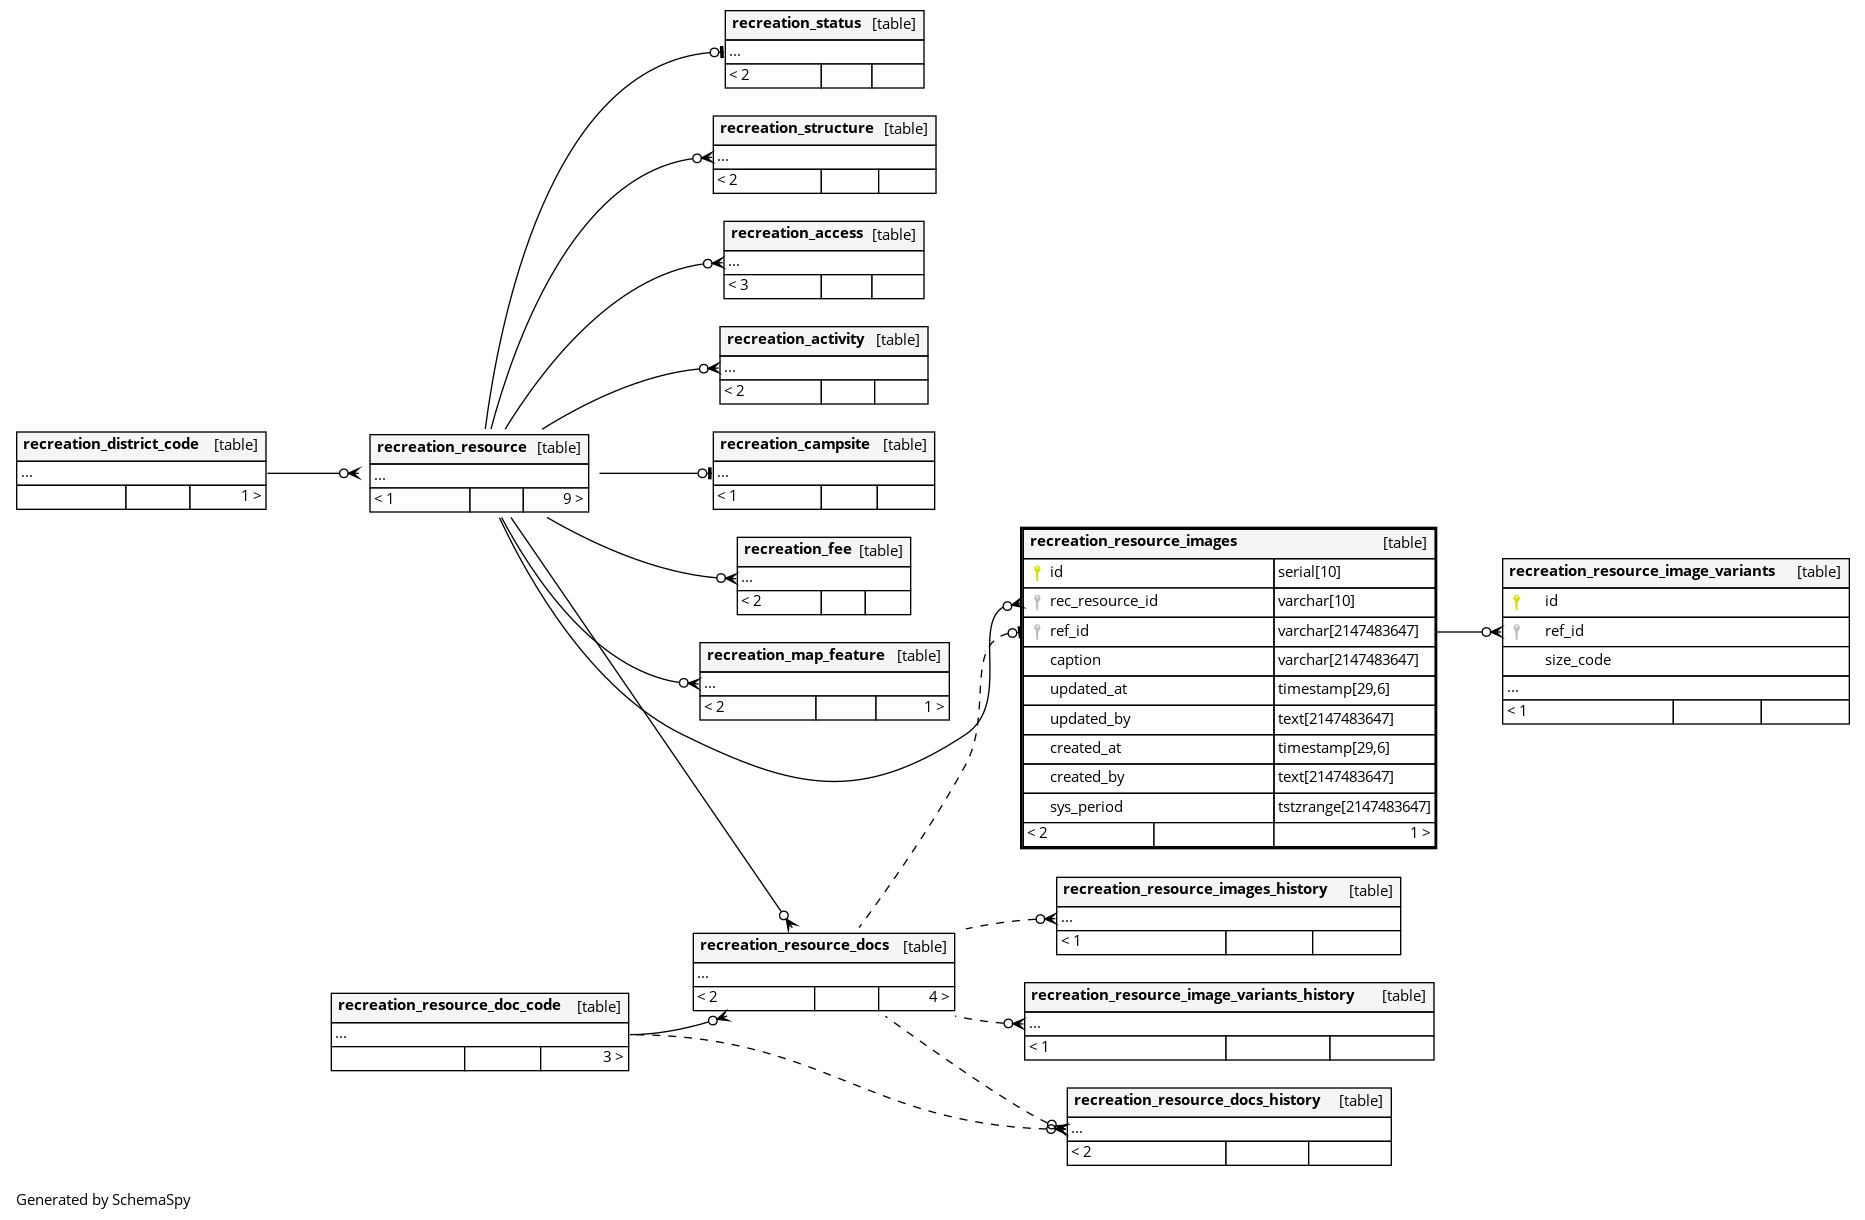 recreation_status [table]
...
< 2
recreation_structure [table]
...
< 2
recreation_access [table]
...
< 3
recreation_activity [table]
...
< 2
recreation_district_code [table]
...
1 >
recreation_resource [table]
...
< 1 9 >
recreation_campsite [table]
...
< 1
recreation_fee [table]
...
< 2
recreation_map_feature [table]
...
< 2 1 >
recreation_resource_images [table]
id serial[10]
rec_resource_id varchar[10]
ref_id varchar[2147483647]
caption varchar[2147483647]
updated_at timestamp[29,6]
updated_by text[2147483647]
created_at timestamp[29,6]
created_by text[2147483647]
sys_period tstzrange[2147483647]
< 2 1 >
recreation_resource_image_variants [table]
id
ref_id
size_code
...
< 1
recreation_resource_images_history [table]
...
< 1
recreation_resource_docs [table]
...
< 2 4 >
recreation_resource_doc_code [table]
...
3 >
recreation_resource_image_variants_history [table]
...
< 1
recreation_resource_docs_history [table]
...
< 2
Generated by SchemaSpy